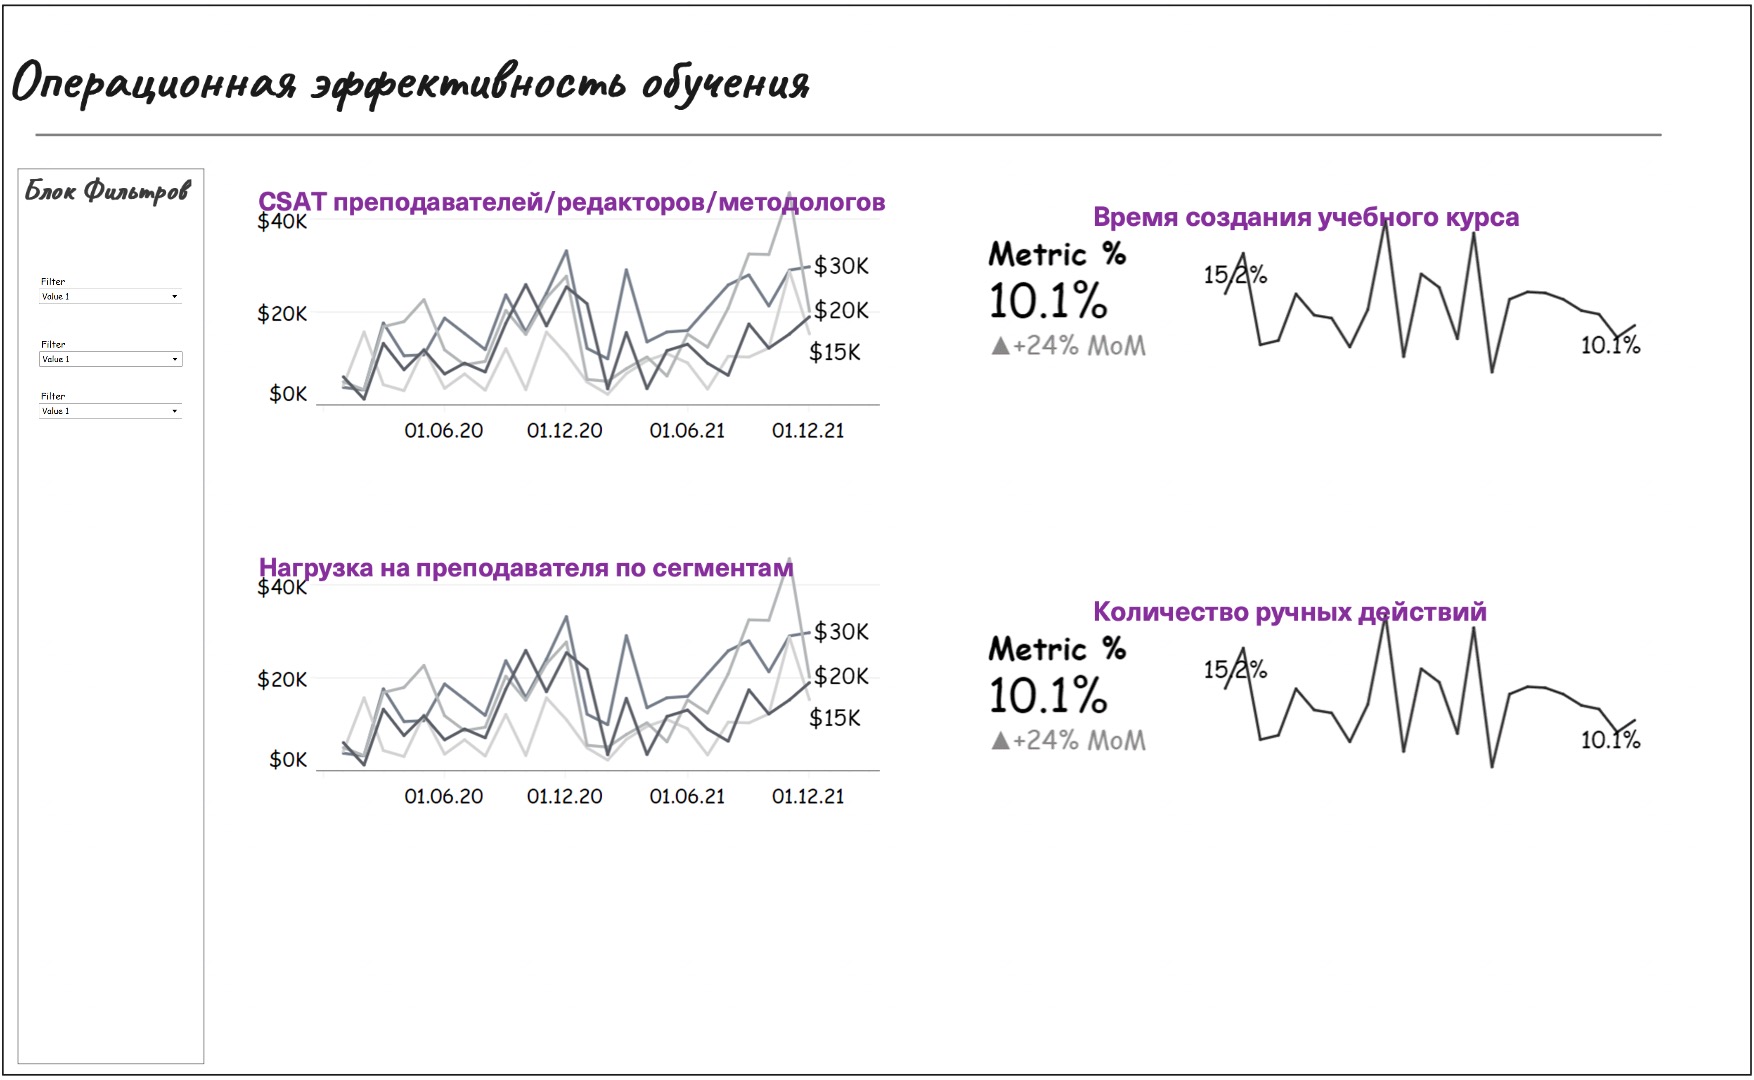 Операционная эффективность обучения
Блок Фильтров
Filter
Value 1
Filter
Value 1
Filter
Value 1
CSAT преподавателей/редакторов/методологов
$40K
$20K
$0K
$30K
$20K
$15K
01.06.20 01.12.20 01.06.21 01.12.21
Время создания учебного курса
Metric %
10.1%
▲+24% MoM
15.2%
10.1%
Нагрузка на преподавателя по сегментам
$40K
$20K
$0K
$30K
$20K
$15K
01.06.20 01.12.20 01.06.21 01.12.21
Количество ручных действий
Metric %
10.1%
▲+24% MoM
15.2%
10.1%